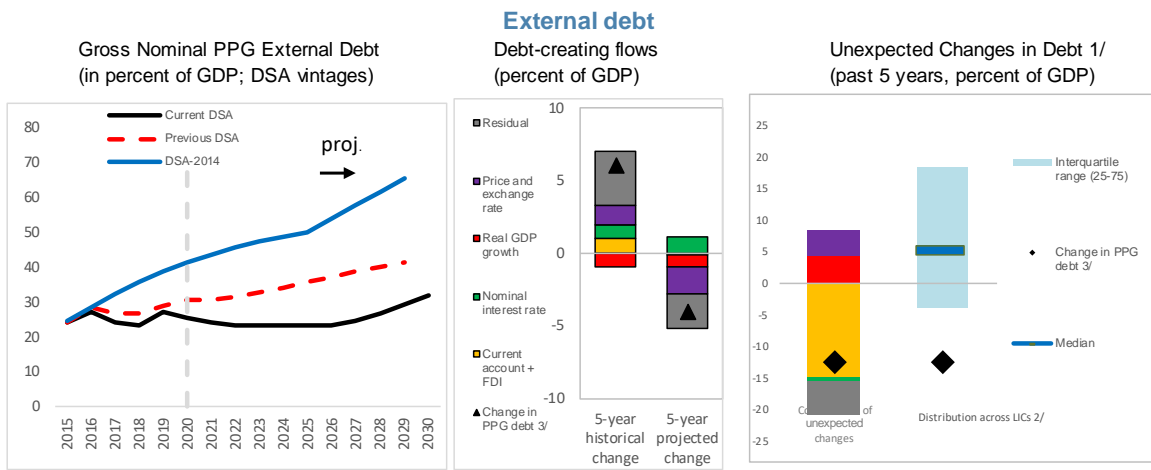 External debt
Gross Nominal PPG External Debt
(in percent of GDP; DSA vintages)
Current DSA
Previous DSA
DSA-2014
proj.
80
70
60
50
40
30
20
10
0
2015
2016
2017
2018
2019
2020
2021
2022
2023
2024
2025
2026
2027
2028
2029
2030
Debt-creating flows
(percent of GDP)
Residual
Price and
exchange rate
Real GDP
growth
Nominal
interest rate
Current
account +
FDI
Change in
PPG debt 3/
10
5
0
-5
-10
5-year
historical
change
5-year
projected
change
Unexpected Changes in Debt 1/
(past 5 years, percent of GDP)
25
20
15
10
5
0
-5
-10
-15
-20
-25
Interquartile
range (25-75)
Change in PPG
debt 3/
Median
of
unexpected
changes
Distribution across LICs 2/